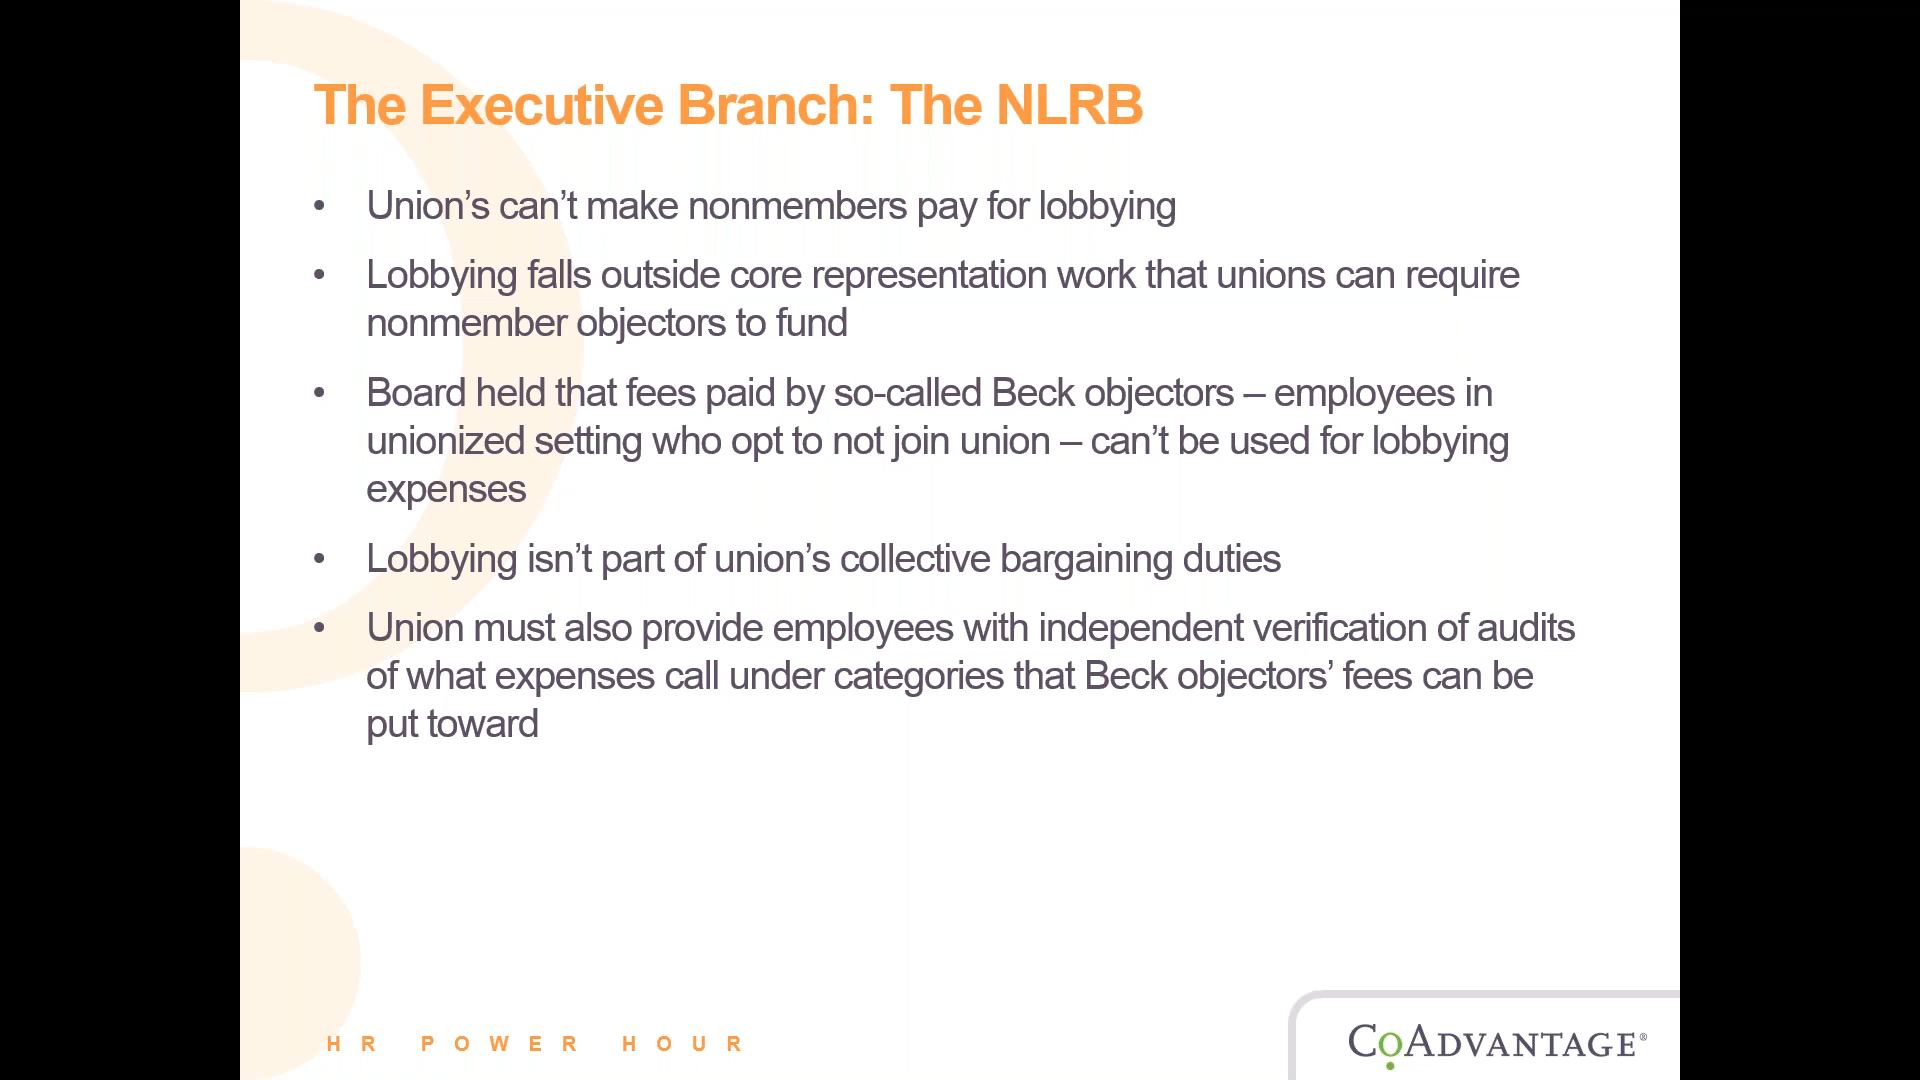 The Executive Branch: The NLRB
• Union’s can’t make nonmembers pay for lobbying
• Lobbying falls outside core representation work that unions can require
nonmember objectors to fund
• Board held that fees paid by so-called Beck objectors – employees in
unionized setting who opt to not join union – can’t be used for lobbying
expenses
• Lobbying isn’t part of union’s collective bargaining duties
• Union must also provide employees with independent verification of audits
of what expenses call under categories that Beck objectors’ fees can be
put toward
HR POWER HOUR
CoAdvantage®